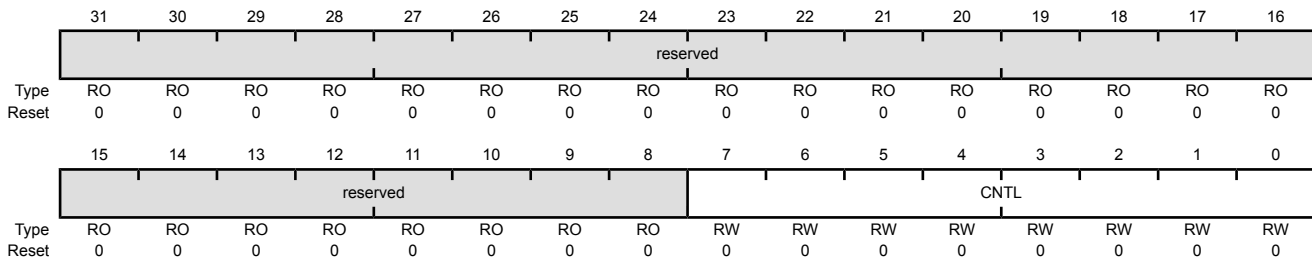 31 30 29 28 27 26 25 24 23 22 21 20 19 18 17 16
reserved
Type RO RO RO RO RO RO RO RO RO RO RO RO RO RO RO RO
Reset 0 0 0 0 0 0 0 0 0 0 0 0 0 0 0 0
15 14 13 12 11 10 9 8 7 6 5 4 3 2 1 0
reserved CNTL
Type RO RO RO RO RO RO RO RO RW RW RW RW RW RW RW RW
Reset 0 0 0 0 0 0 0 0 0 0 0 0 0 0 0 0